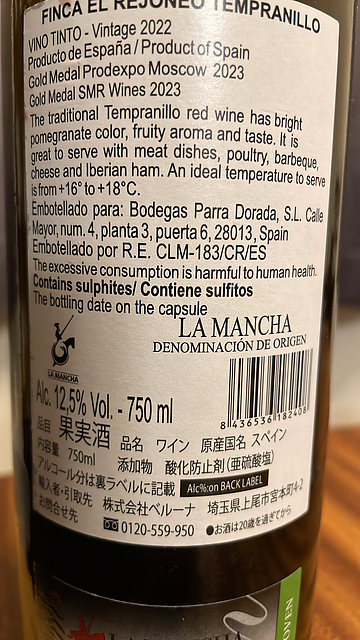 FINCA EL REJONEO TEMPRANILLO
VINO TINTO - Vintage 2022
Producto de España / Product of Spain
Gold Medal Prodexpo Moscow 2023
Gold Medal SMR Wines 2023
The traditional Tempranillo red wine has bright
pomegranate color, fruity aroma and taste. It is
great to serve with meat dishes, poultry, barbeque,
cheese and Iberian ham. An ideal temperature to serve
is from +16° to +18°C.
Embotellado para: Bodegas Parra Dorada, S.L. Calle
Mayor, num. 4, planta 3, puerta 6, 28013, Spain
Embotellado por R.E. CLM-183/CR/ES
The excessive consumption is harmful to human health.
Contains sulphites/ Contiene sulfitos
The bottling date on the capsule
LA MANCHA
DENOMINACIÓN DE ORIGEN
LA MANCHA
Alc. 12,5% Vol. - 750 ml
8 436536 182408
品目 果実酒 品名 ワイン 原産国名 スペイン
内容量 750ml 添加物 酸化防止剤(亜硫酸塩)
アルコール分は裏ラベルに記載 Alc%:on BACK LABEL
輸入者・引取先 株式会社ベルーナ 埼玉県上尾市宮本町4-2
お問合せ先 0120-559-950 ●お酒は20歳を過ぎてから